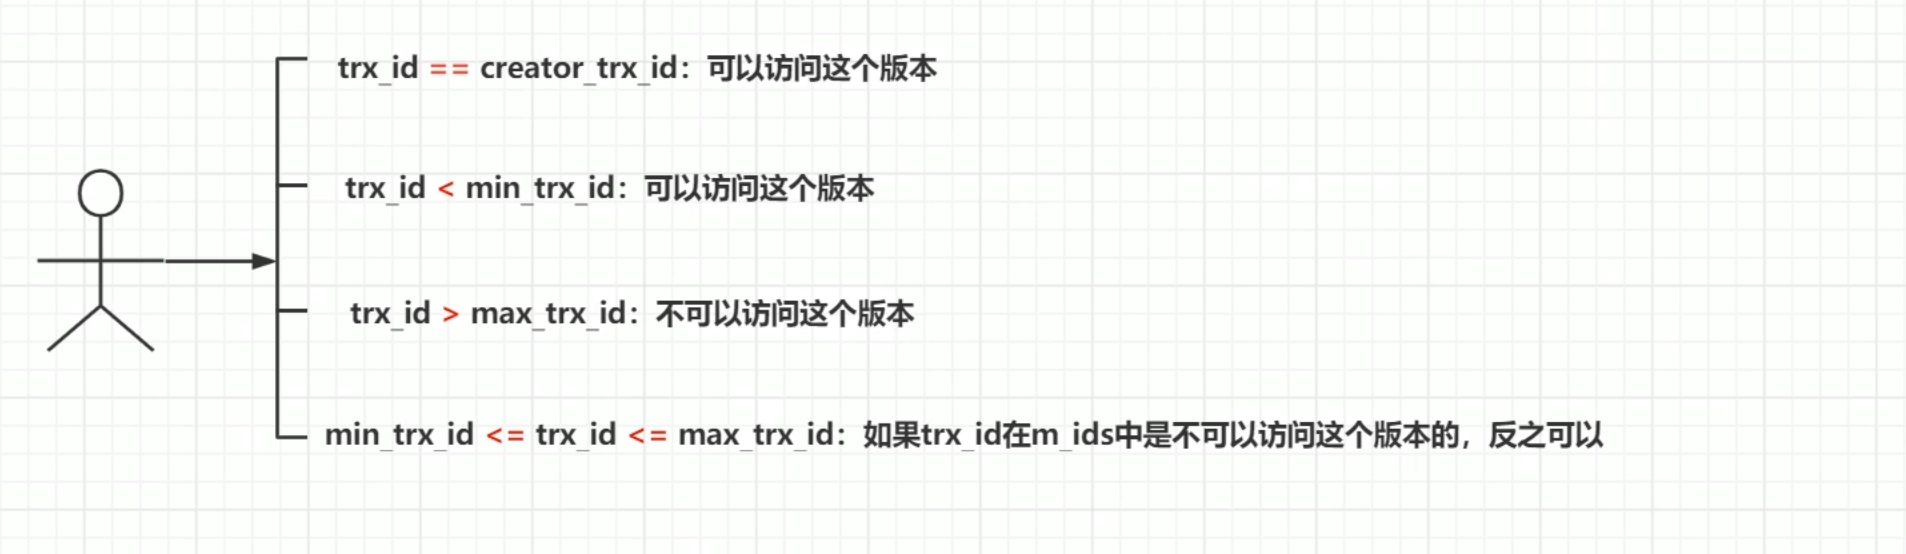 trx_id == creator_trx_id：可以访问这个版本
trx_id < min_trx_id：可以访问这个版本
trx_id > max_trx_id：不可以访问这个版本
min_trx_id <= trx_id <= max_trx_id：如果trx_id在m_ids中是不可以访问这个版本的，反之可以